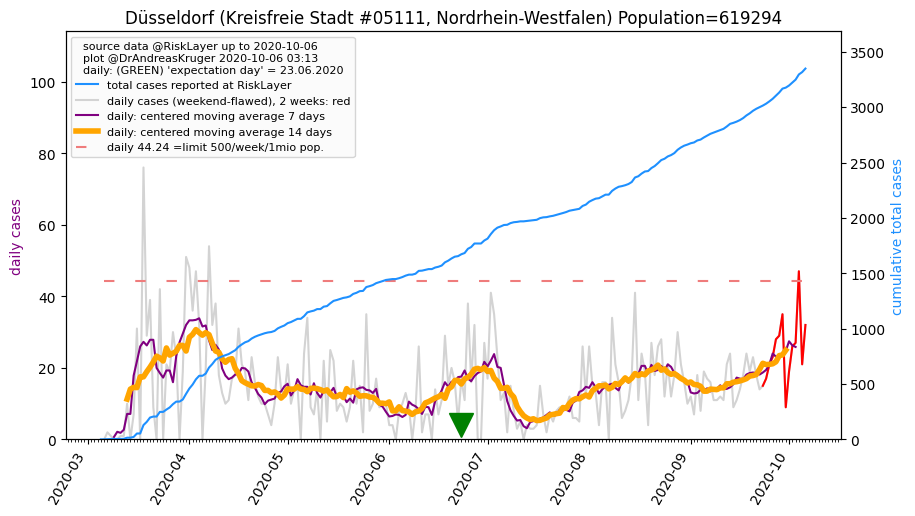 Düsseldorf (Kreisfreie Stadt #05111, Nordrhein-Westfalen) Population=619294
source data @RiskLayer up to 2020-10-06
plot @DrAndreasKruger 2020-10-06 03:13
daily: (GREEN) 'expectation day' = 23.06.2020
total cases reported at RiskLayer
daily cases (weekend-flawed), 2 weeks: red
daily: centered moving average 7 days
daily: centered moving average 14 days
daily 44.24 =limit 500/week/1mio pop.
daily cases
100
80
60
40
20
0
3500
3000
2500
2000
1500
1000
500
0
cumulative total cases
2020-03
2020-04
2020-05
2020-06
2020-07
2020-08
2020-09
2020-10